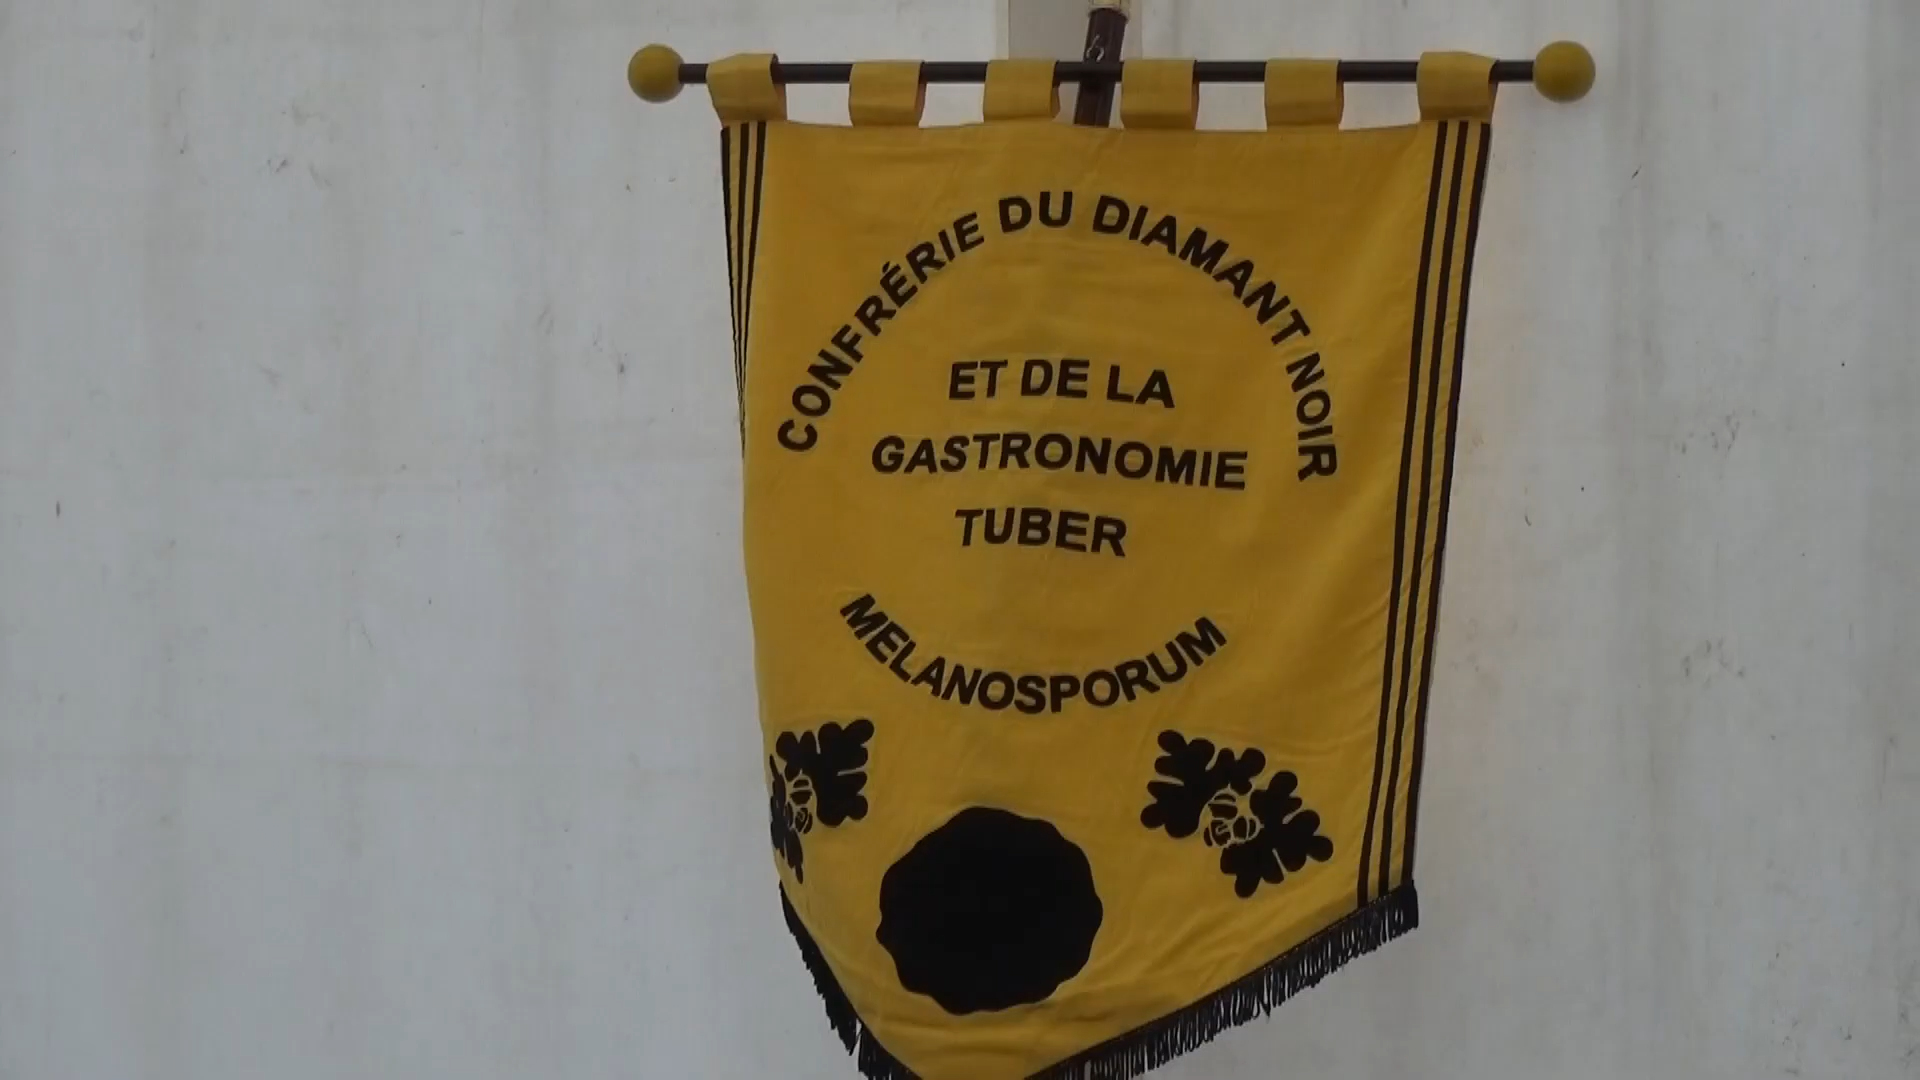 CONFRÉRIE DU DIAMANT NOIR
ET DE LA
GASTRONOMIE
TUBER
MELANOSPORUM